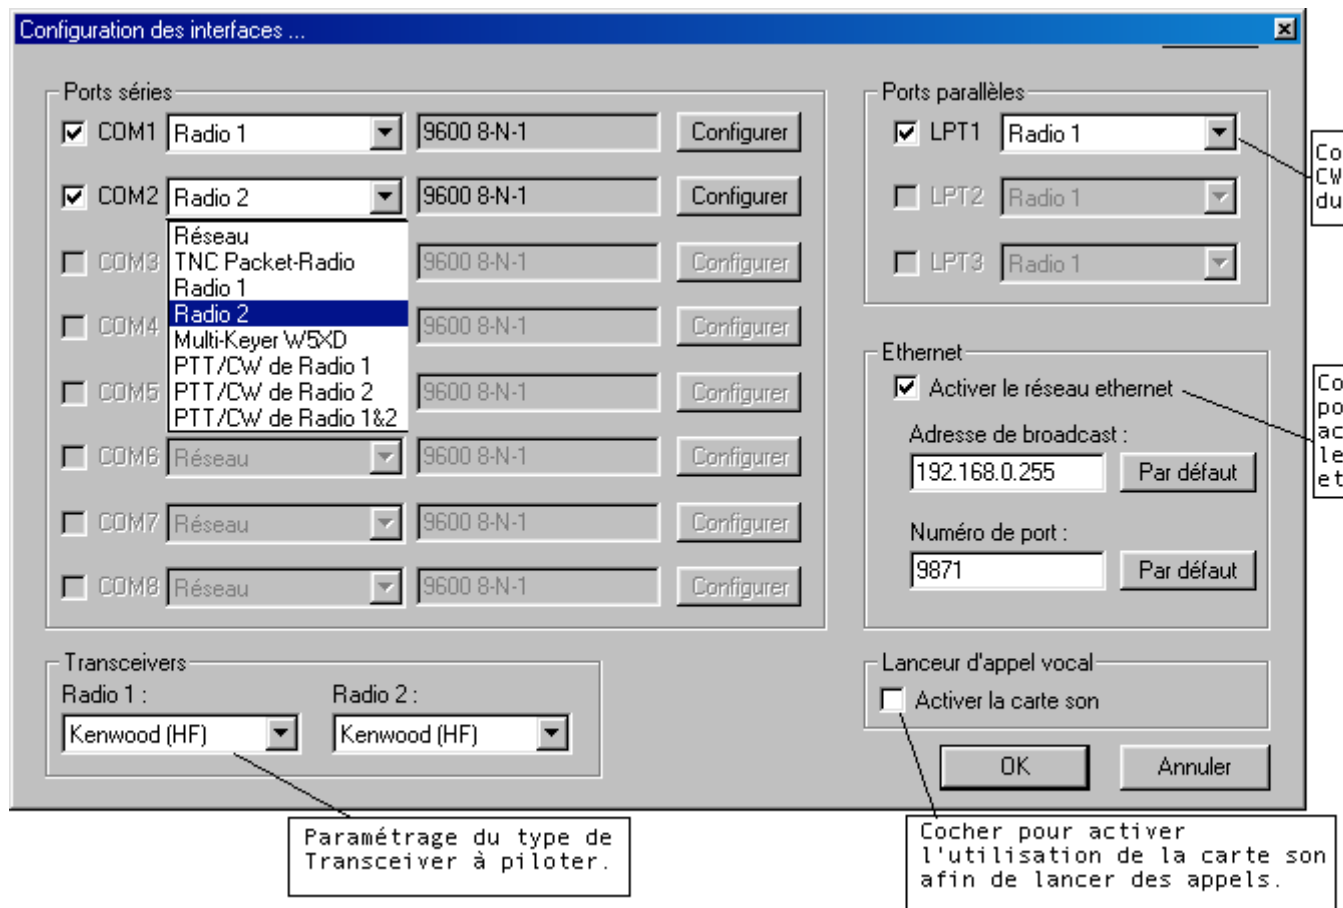 Configuration des interfaces ...
Ports séries
COM1 Radio 1 9600 8-N-1 Configurer
COM2 Radio 2 9600 8-N-1 Configurer
Réseau
TNC Packet-Radio
Radio 1
Radio 2
Multi-Keyer W5XD
PTT/CW de Radio 1
PTT/CW de Radio 2
PTT/CW de Radio 1&2
COM3 9600 8-N-1 Configurer
COM4 9600 8-N-1 Configurer
COM5 9600 8-N-1 Configurer
COM6 Réseau 9600 8-N-1 Configurer
COM7 Réseau 9600 8-N-1 Configurer
COM8 Réseau 9600 8-N-1 Configurer
Ports parallèles
LPT1 Radio 1
LPT2 Radio 1
LPT3 Radio 1
CW
du
Ethernet
Activer le réseau ethernet
Adresse de broadcast :
192.168.0.255 Par défaut
Numéro de port :
9871 Par défaut
le
et
Transceivers
Radio 1 : Radio 2 :
Kenwood (HF) Kenwood (HF)
Lanceur d'appel vocal
Activer la carte son
OK Annuler
Paramétrage du type de
Transceiver à piloter.
Cocher pour activer
l'utilisation de la carte son
afin de lancer des appels.